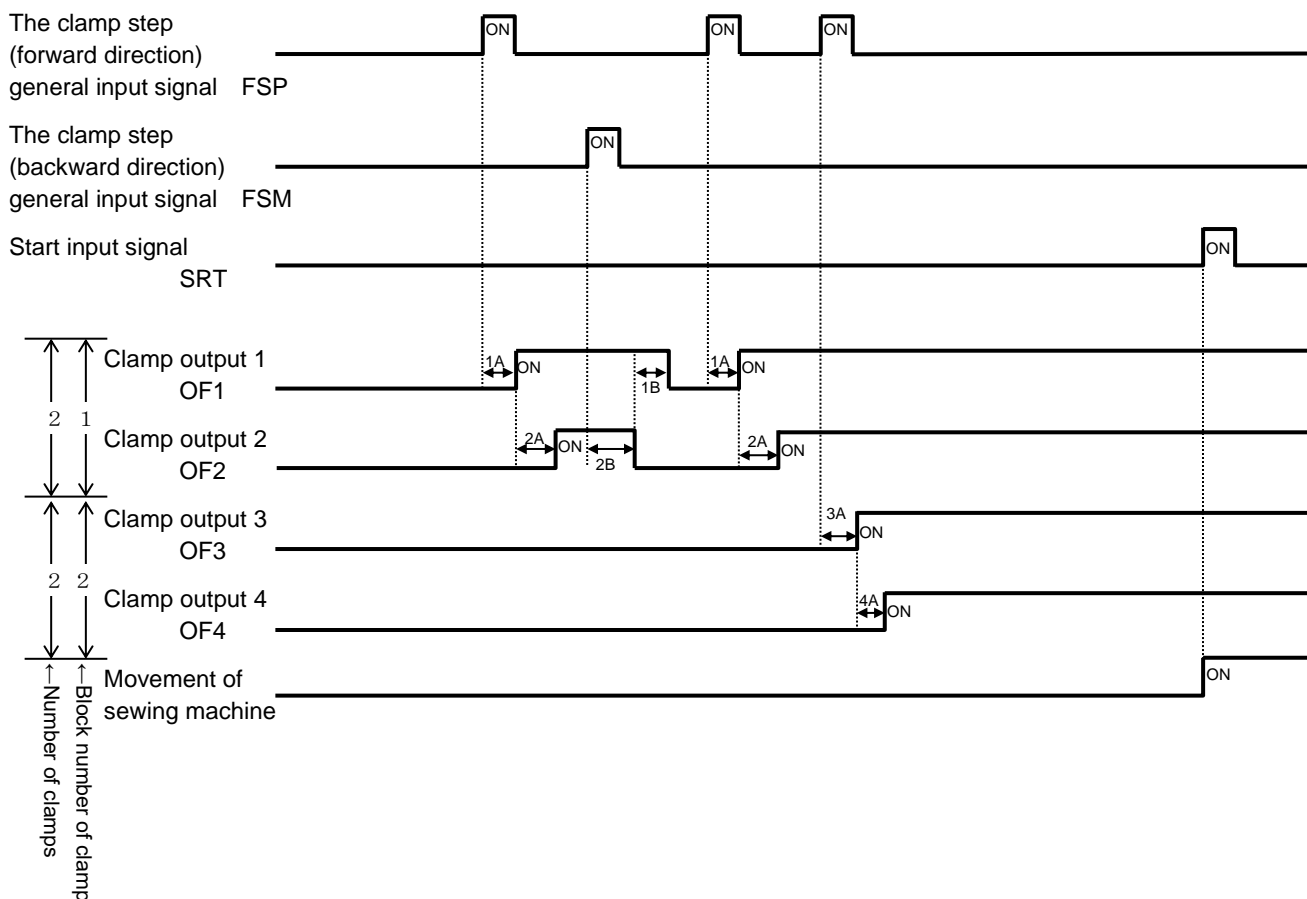 The clamp step
(forward direction)
general input signal FSP
ON
ON
ON
The clamp step
(backward direction)
general input signal FSM
ON
Start input signal
SRT
ON
Clamp output 1
OF1
1A
ON
1B
1A
ON
2 1
Clamp output 2
OF2
2A
ON
2B
2A
ON
Clamp output 3
OF3
3A
ON
2 2
Clamp output 4
OF4
4A
ON
Movement of
sewing machine
ON
←Number of clamps
←Block number of clamp